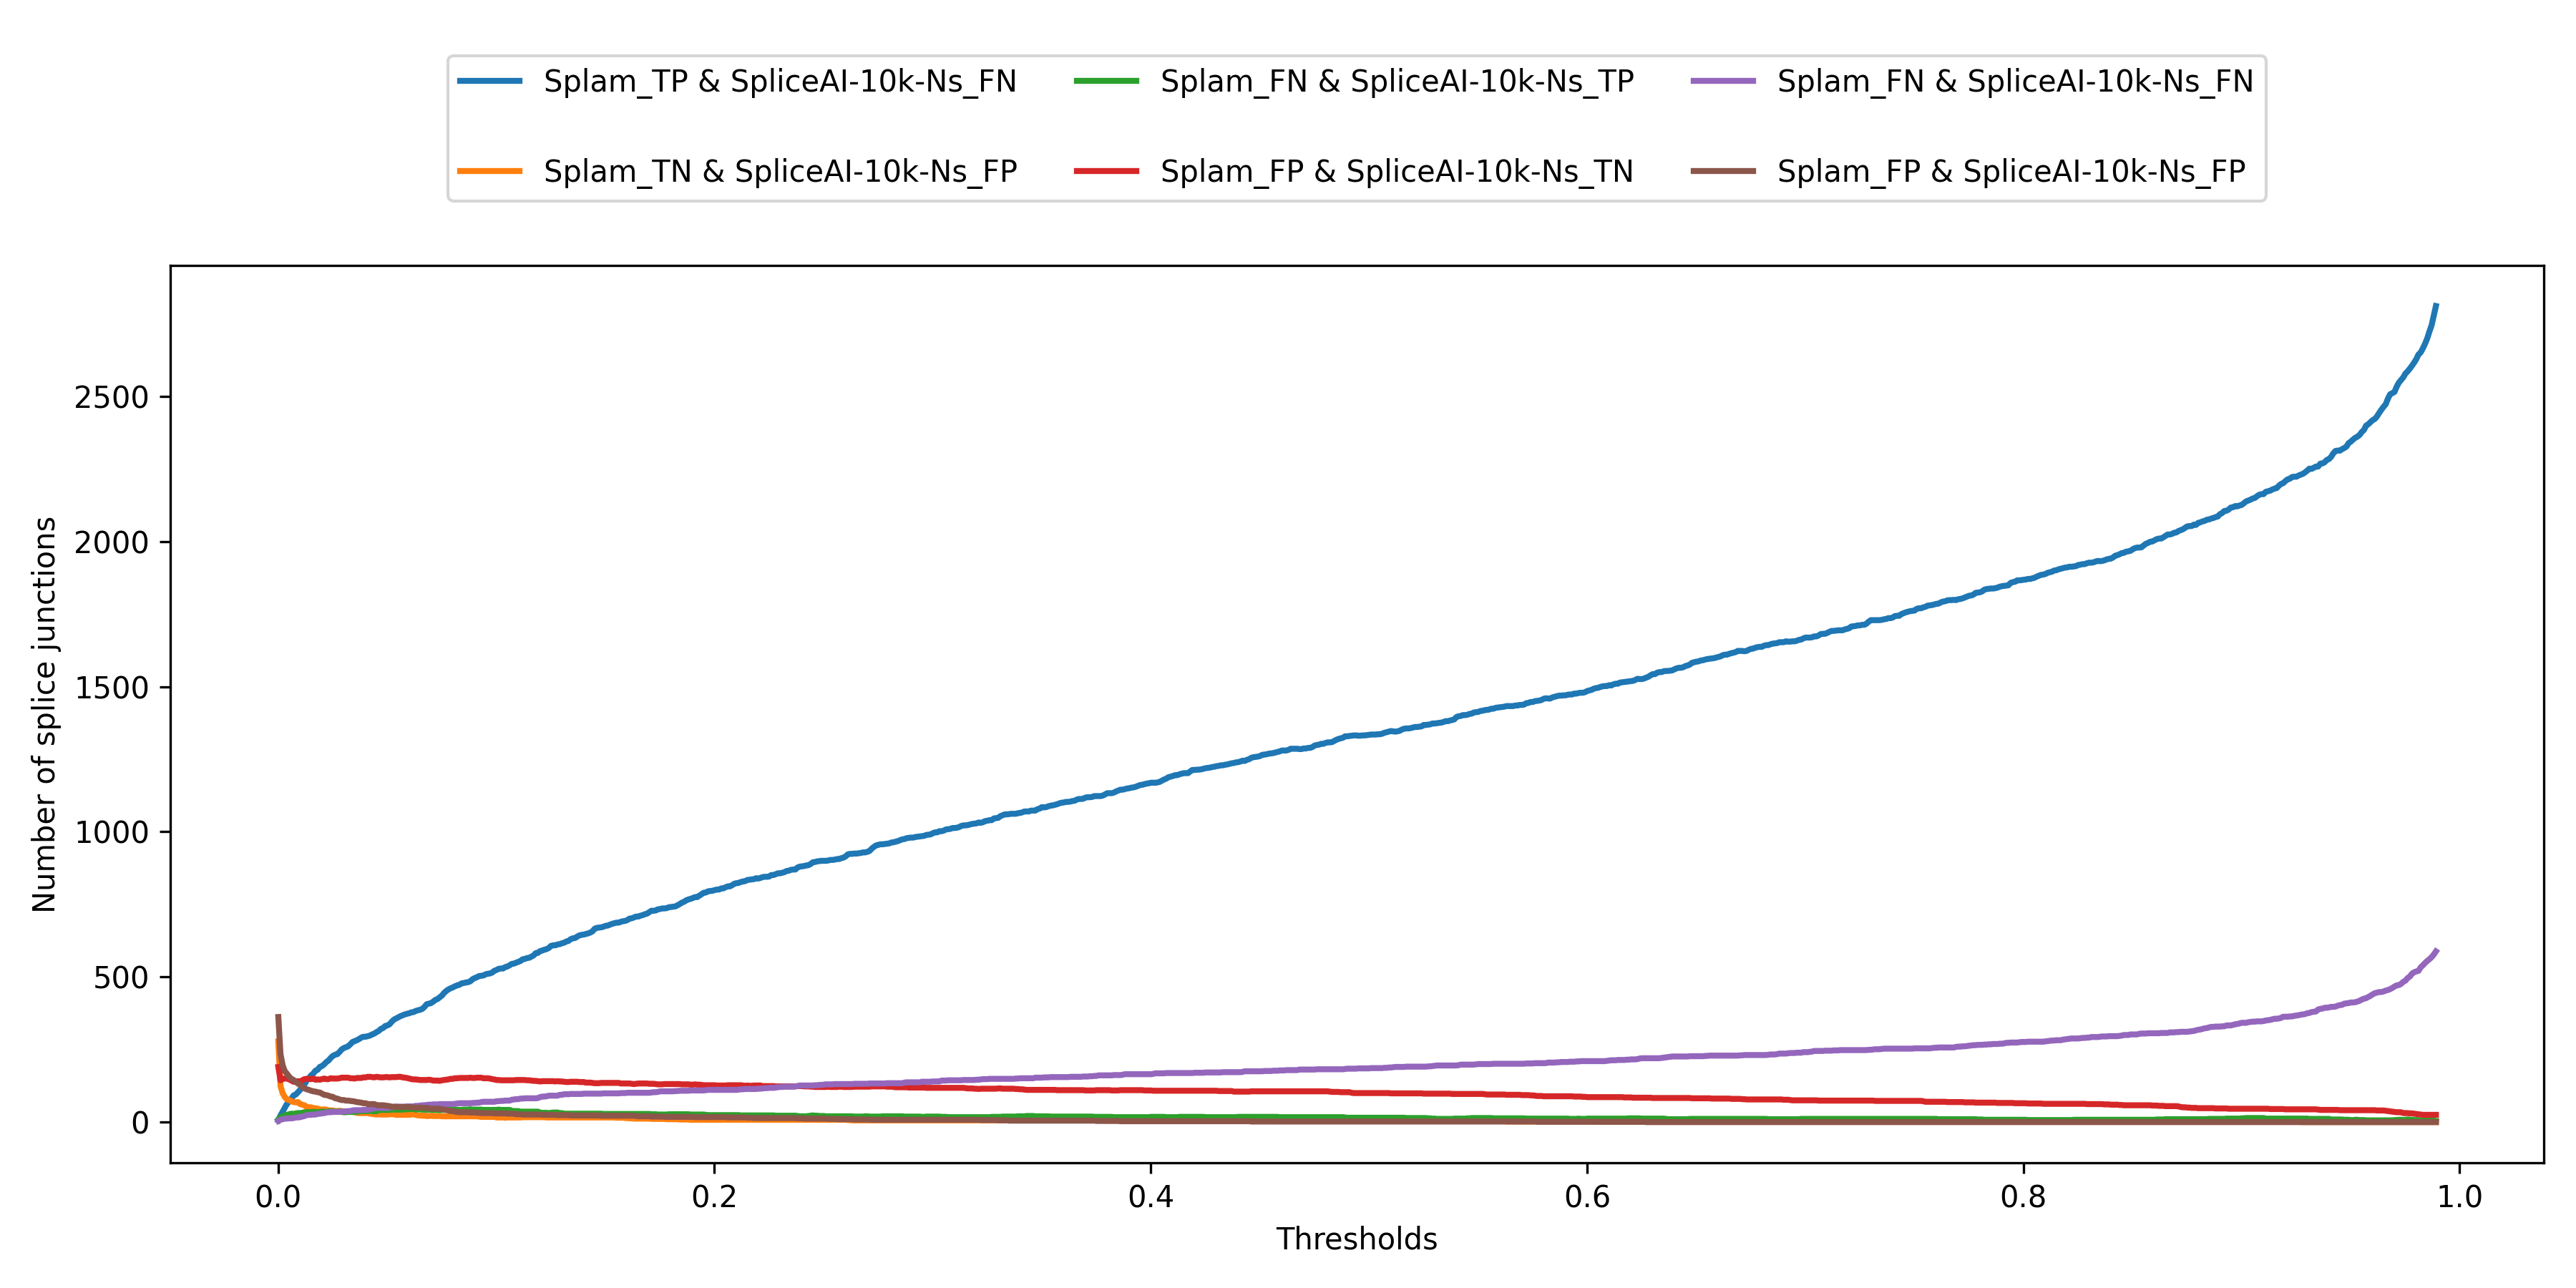 Splam_TP & SpliceAI-10k-Ns_FN Splam_FN & SpliceAI-10k-Ns_TP Splam_FN & SpliceAI-10k-Ns_FN
Splam_TN & SpliceAI-10k-Ns_FP Splam_FP & SpliceAI-10k-Ns_TN Splam_FP & SpliceAI-10k-Ns_FP
Number of splice junctions
2500
2000
1500
1000
500
0
0.0 0.2 0.4 0.6 0.8 1.0
Thresholds